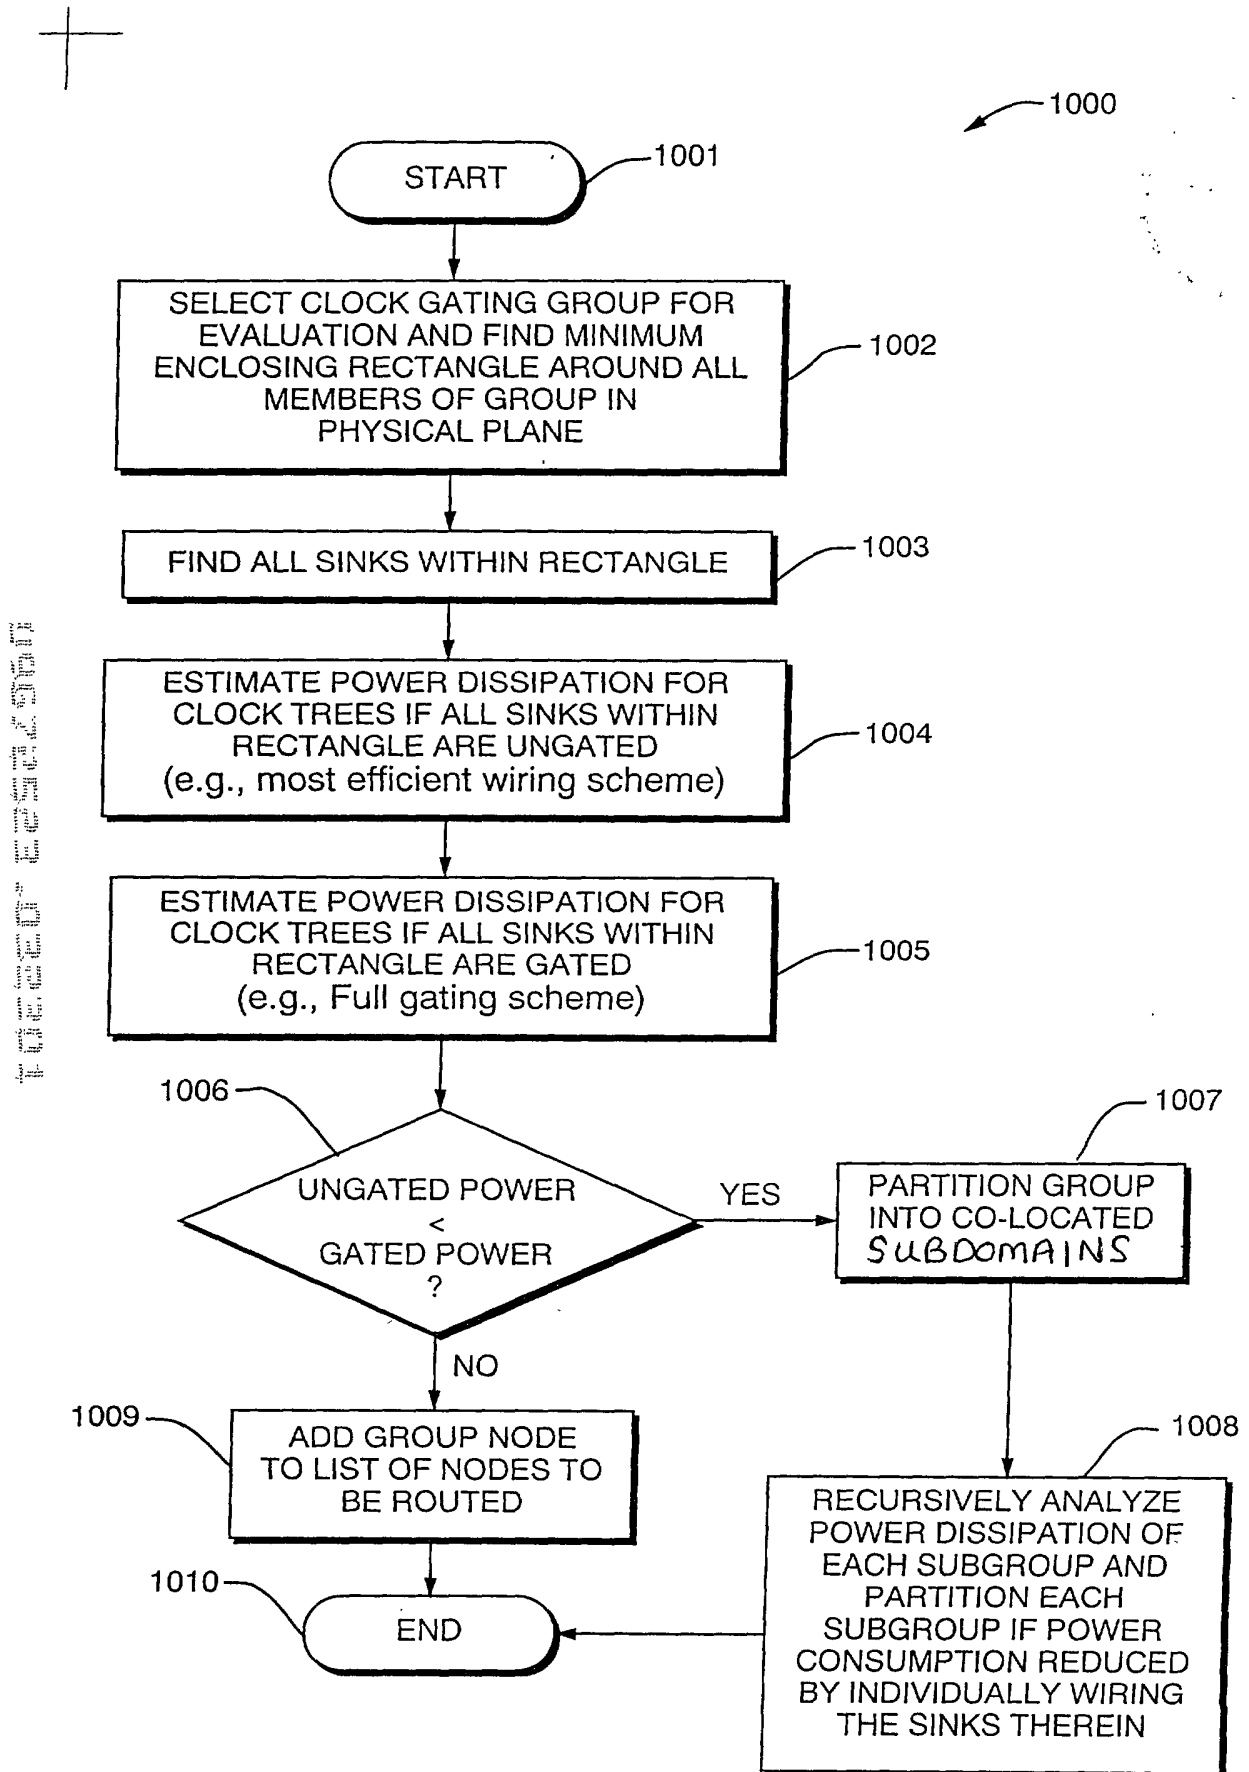 1000
START
1001
SELECT CLOCK GATING GROUP FOR
EVALUATION AND FIND MINIMUM
ENCLOSING RECTANGLE AROUND ALL
MEMBERS OF GROUP IN
PHYSICAL PLANE
1002
FIND ALL SINKS WITHIN RECTANGLE
1003
ESTIMATE POWER DISSIPATION FOR
CLOCK TREES IF ALL SINKS WITHIN
RECTANGLE ARE UNGATED
(e.g., most efficient wiring scheme)
1004
ESTIMATE POWER DISSIPATION FOR
CLOCK TREES IF ALL SINKS WITHIN
RECTANGLE ARE GATED
(e.g., Full gating scheme)
1005
1006
UNGATED POWER
<
GATED POWER
?
YES
NO
1007
PARTITION GROUP
INTO CO-LOCATED
SUBDOMAINS
1009
ADD GROUP NODE
TO LIST OF NODES TO
BE ROUTED
1008
RECURSIVELY ANALYZE
POWER DISSIPATION OF
EACH SUBGROUP AND
PARTITION EACH
SUBGROUP IF POWER
CONSUMPTION REDUCED
BY INDIVIDUALLY WIRING
THE SINKS THEREIN
1010
END